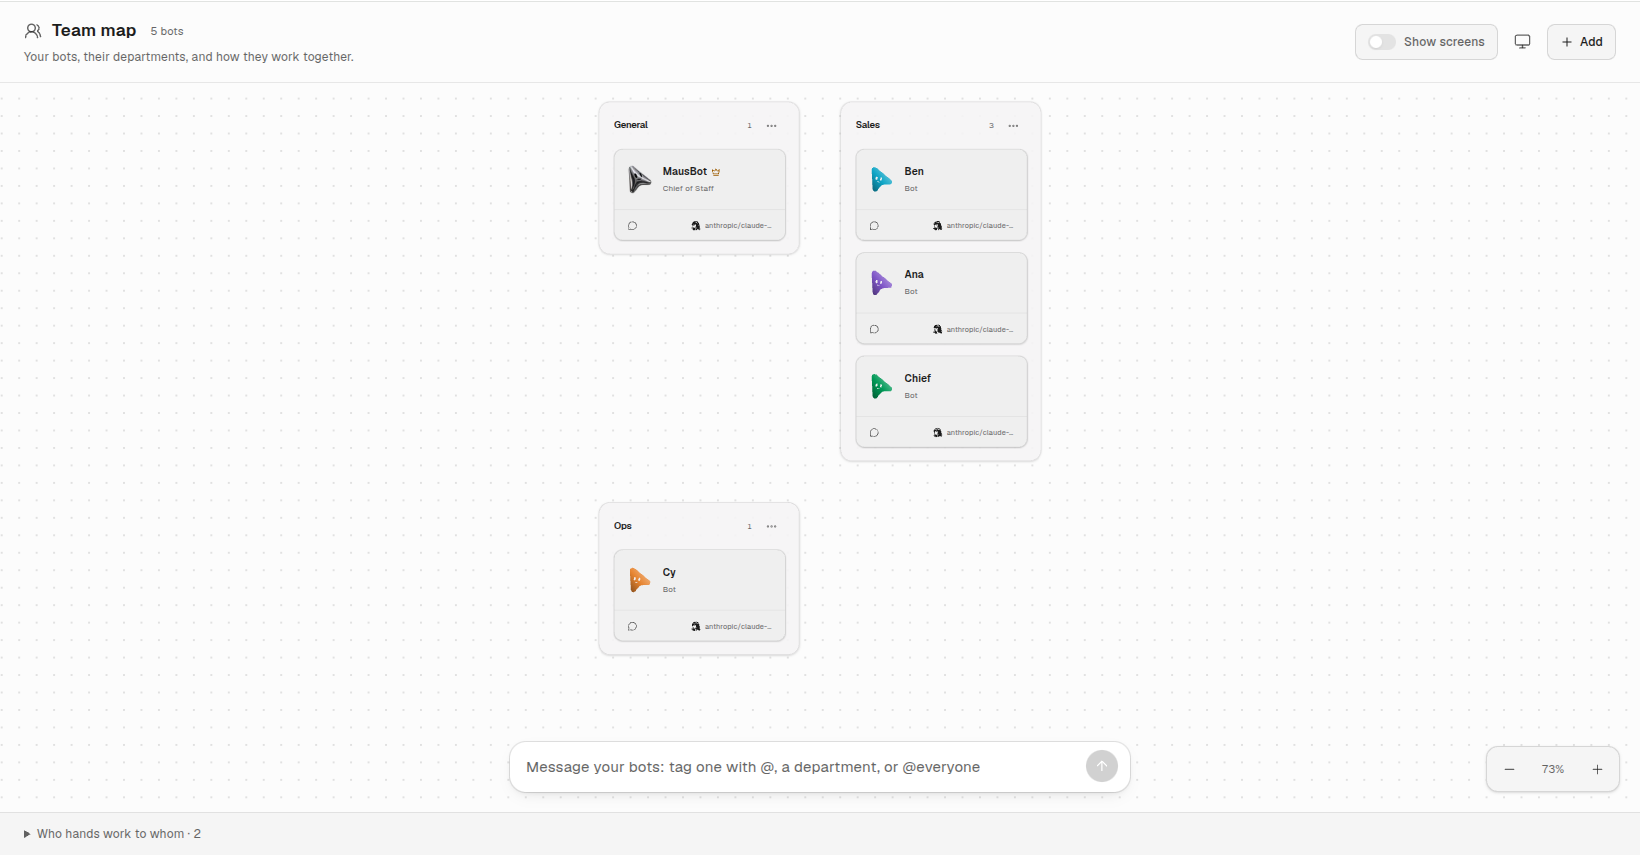 Team map 5 bots
Your bots, their departments, and how they work together.
Show screens
+ Add
General 1
MausBot
Chief of Staff
anthropic/claude-…
Sales 3
Ben
Bot
anthropic/claude-…
Ana
Bot
anthropic/claude-…
Chief
Bot
anthropic/claude-…
Ops 1
Cy
Bot
anthropic/claude-…
Message your bots: tag one with @, a department, or @everyone
73%
Who hands work to whom · 2